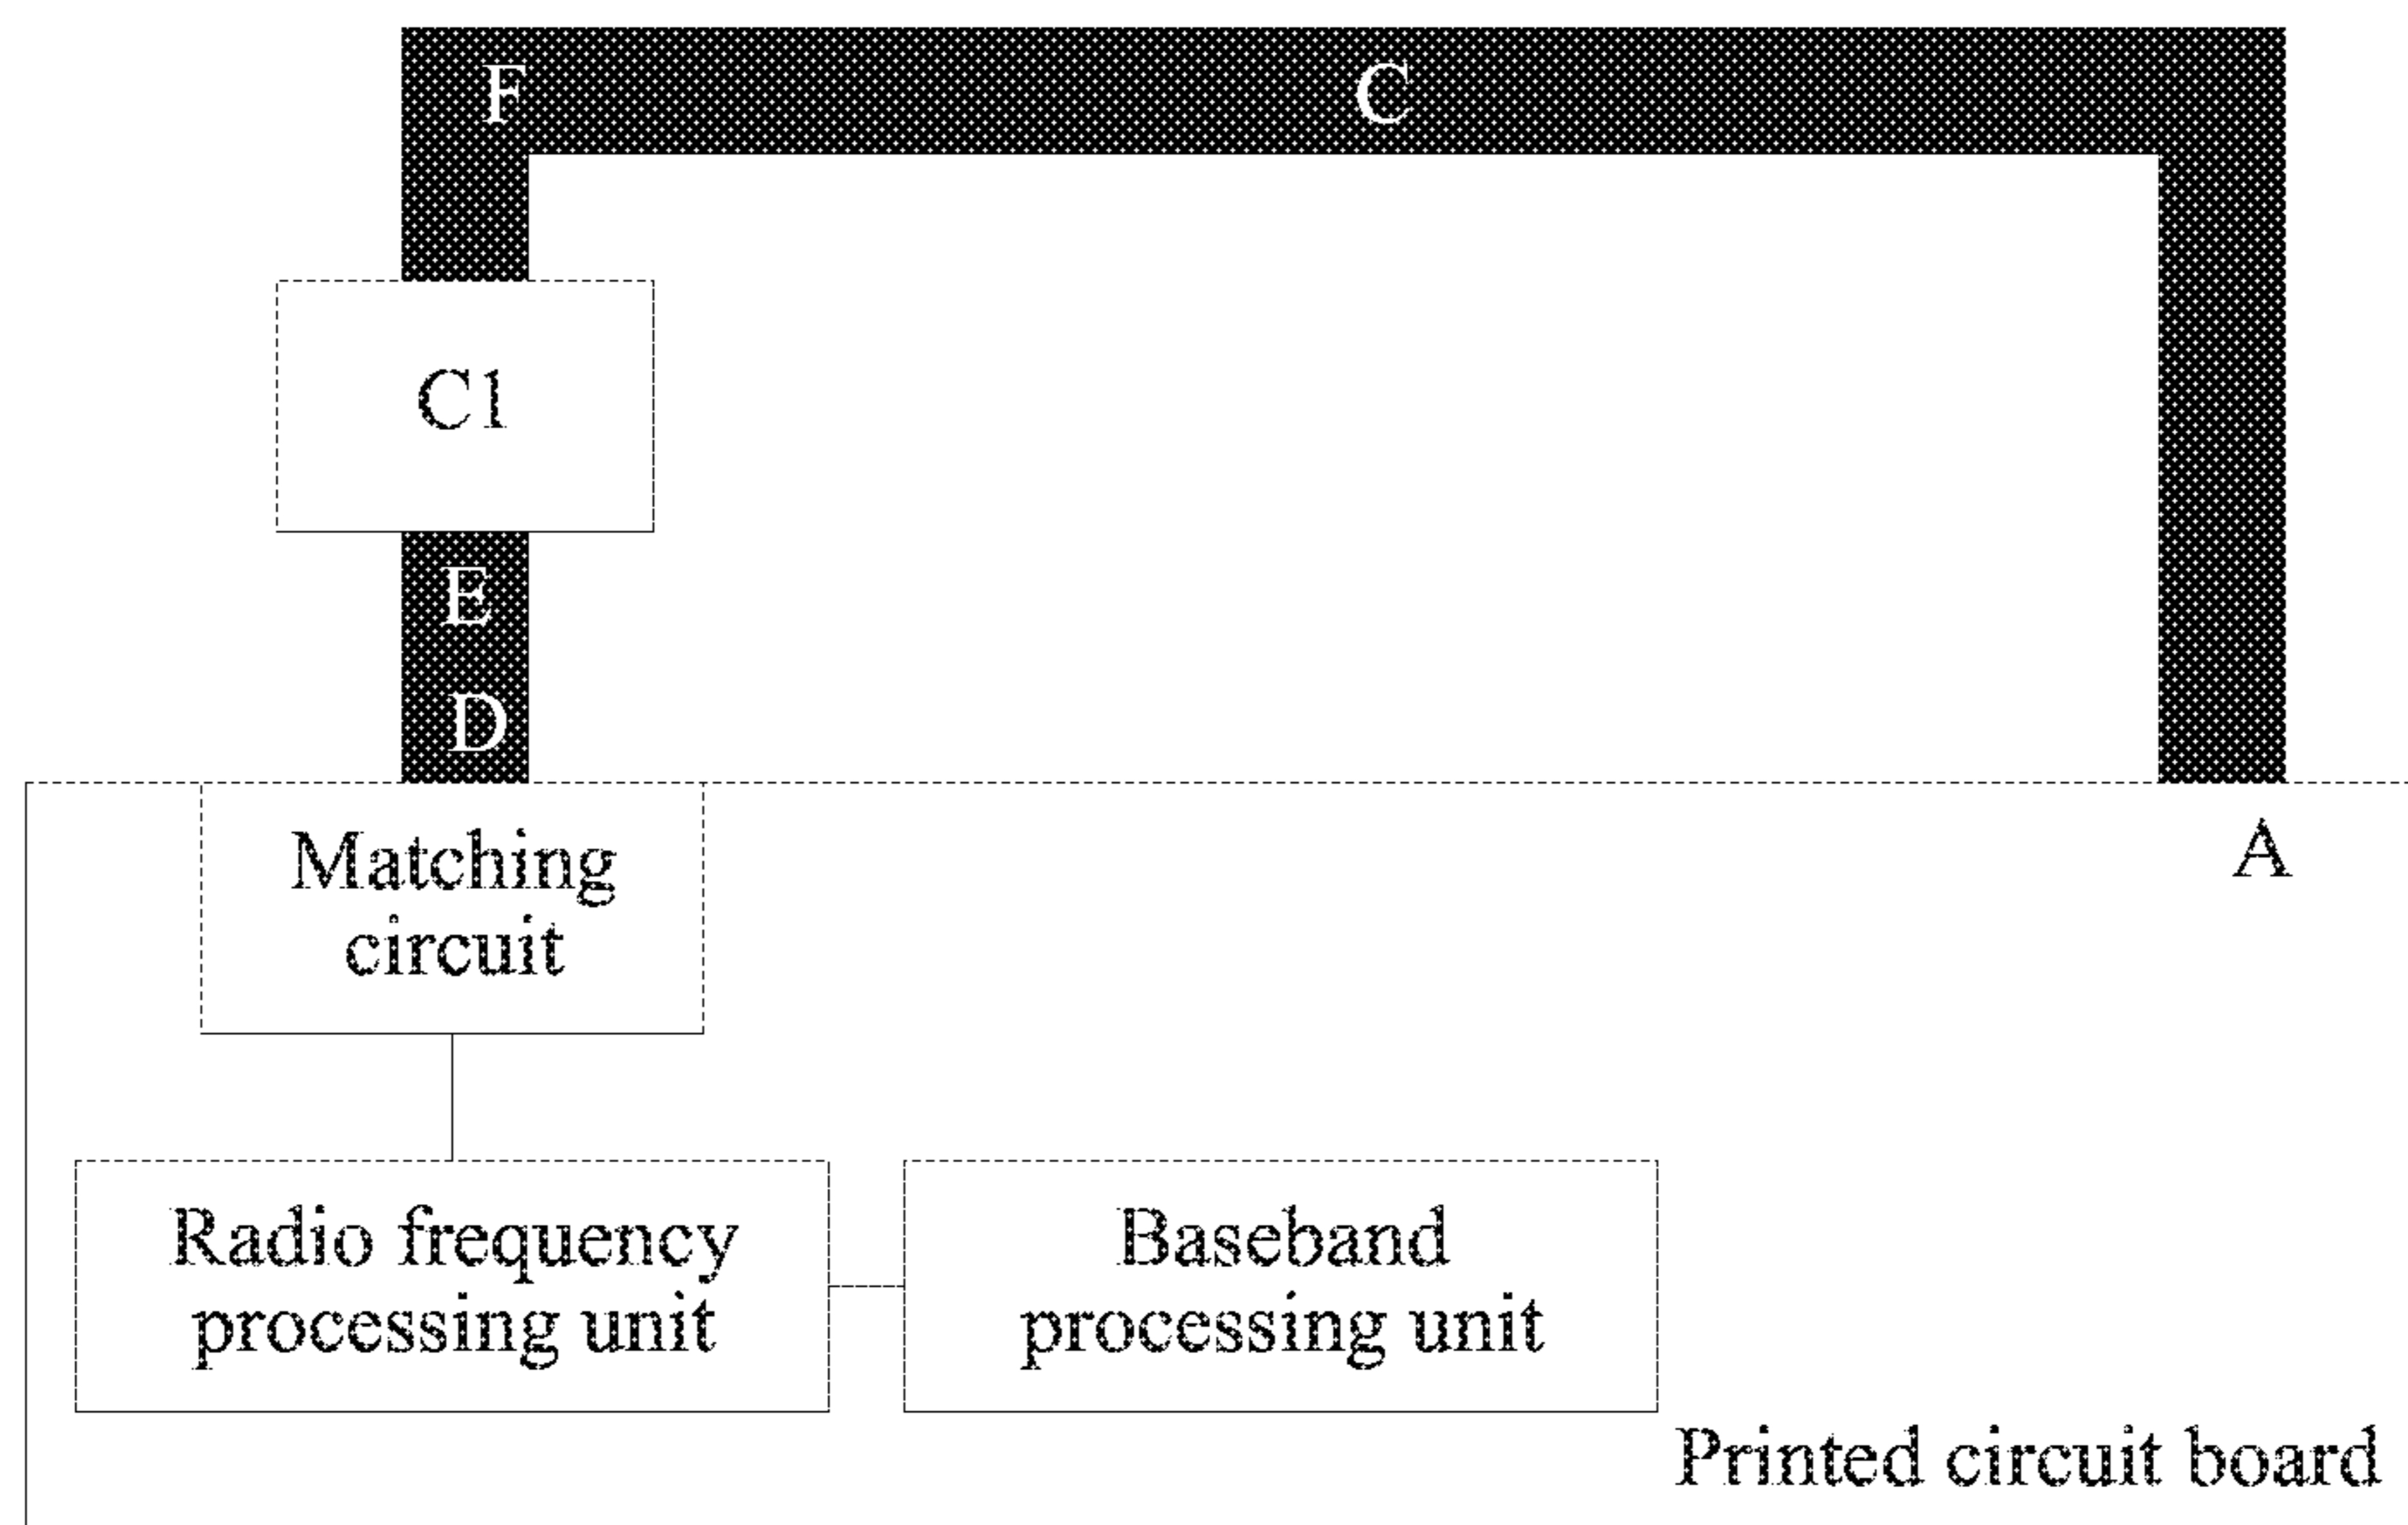 F
C
C1
E
D
A
Matching
circuit
Radio frequency
processing unit
Baseband
processing unit
Printed circuit board